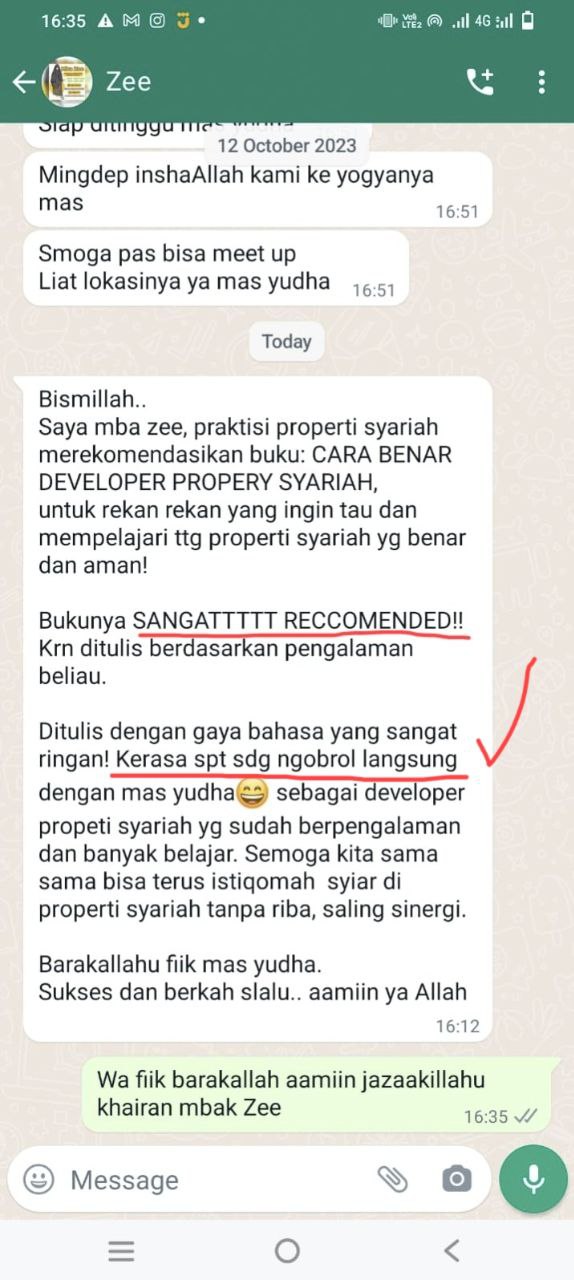 16:35
4G
Zee
Siap ditinggu mas yudha
12 October 2023
Mingdep inshaAllah kami ke yogyanya
mas
16:51
Smoga pas bisa meet up
Liat lokasinya ya mas yudha
16:51
Today
Bismillah..
Saya mba zee, praktisi properti syariah
merekomendasikan buku: CARA BENAR
DEVELOPER PROPERY SYARIAH,
untuk rekan rekan yang ingin tau dan
mempelajari ttg properti syariah yg benar
dan aman!
Bukunya SANGATTTTT RECCOMENDED!!
Krn ditulis berdasarkan pengalaman
beliau.
Ditulis dengan gaya bahasa yang sangat
ringan! Kerasa spt sdg ngobrol langsung
dengan mas yudha😄 sebagai developer
propeti syariah yg sudah berpengalaman
dan banyak belajar. Semoga kita sama
sama bisa terus istiqomah syiar di
properti syariah tanpa riba, saling sinergi.
Barakallahu fiik mas yudha.
Sukses dan berkah slalu.. aamiin ya Allah
16:12
Wa fiik barakallah aamiin jazaakillahu
khairan mbak Zee
16:35
Message